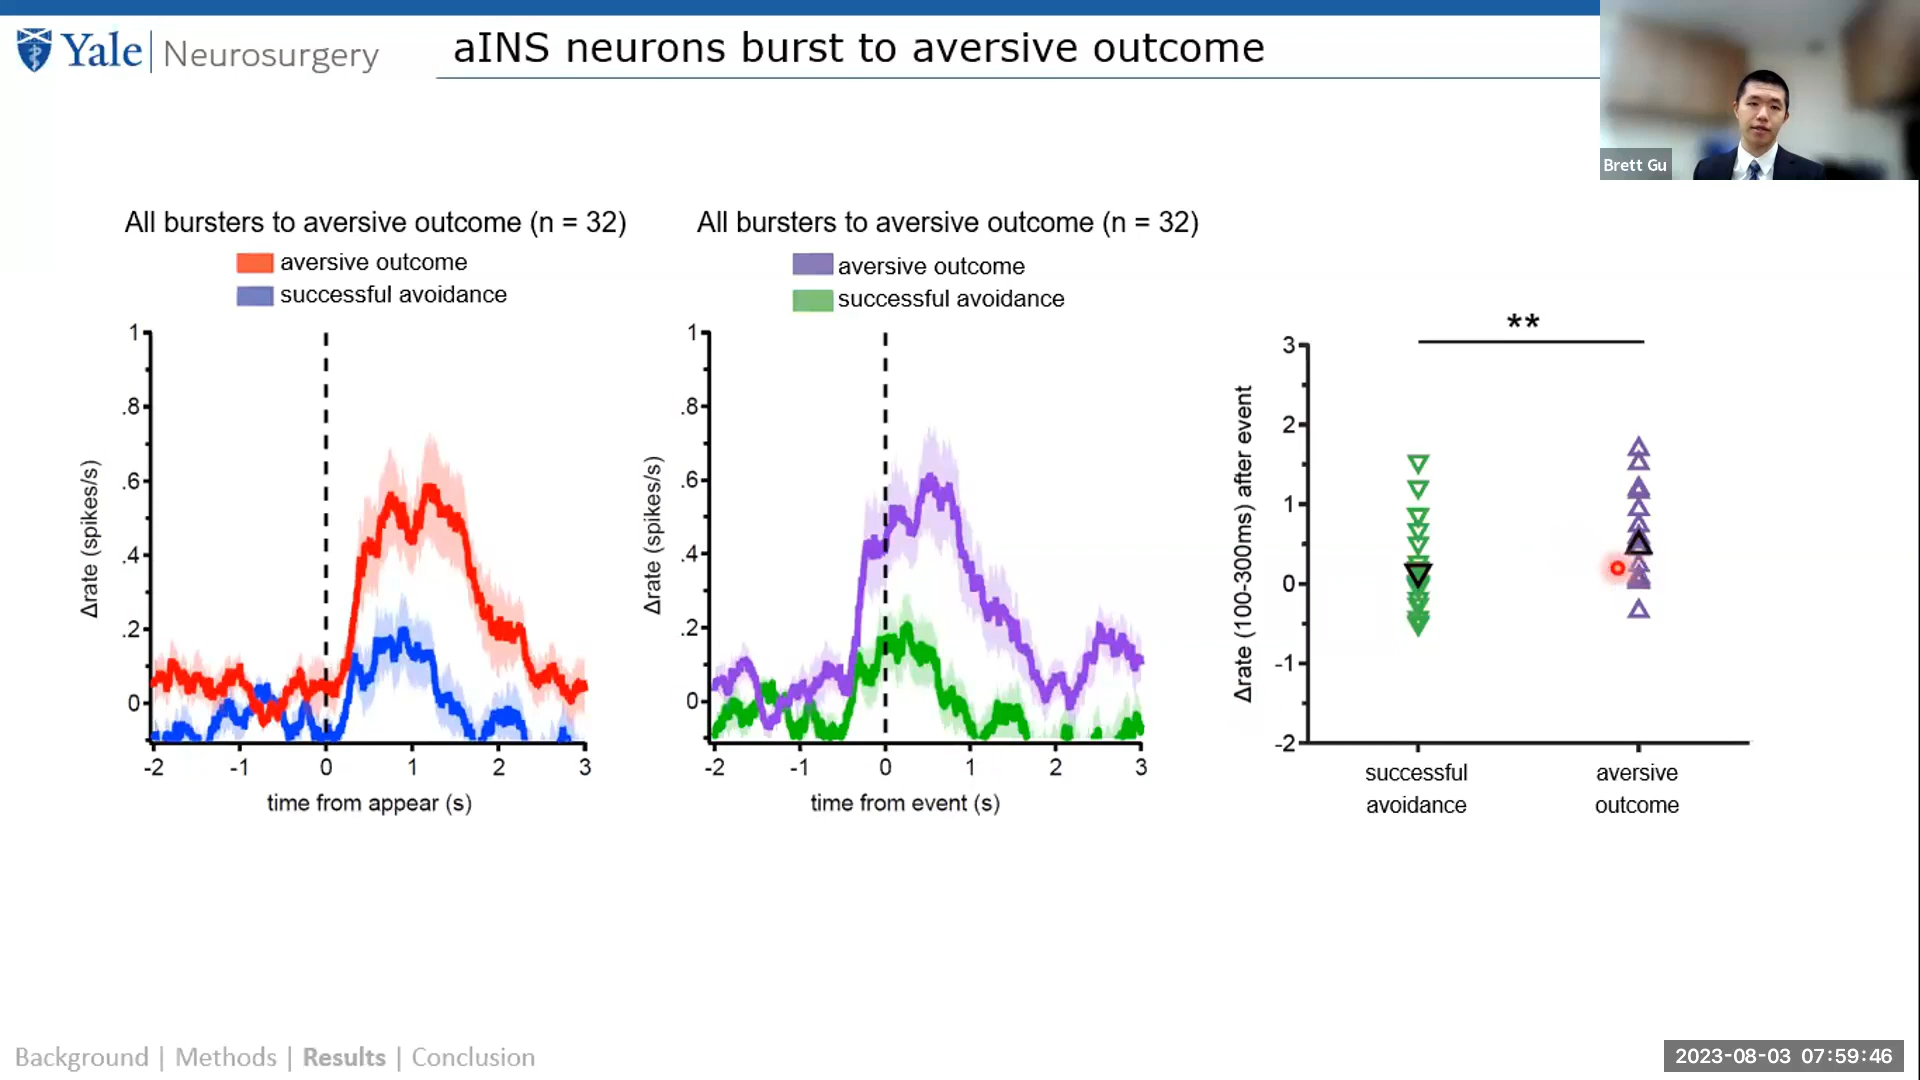 Yale | Neurosurgery
aINS neurons burst to aversive outcome
Brett Gu
All bursters to aversive outcome (n = 32)
aversive outcome
successful avoidance
1
.8
.6
.4
.2
0
Δrate (spikes/s)
-2 -1 0 1 2 3
time from appear (s)
All bursters to aversive outcome (n = 32)
aversive outcome
successful avoidance
1
.8
.6
.4
.2
0
Δrate (spikes/s)
-2 -1 0 1 2 3
time from event (s)
**
3
2
1
0
-1
-2
Δrate (100-300ms) after event
successful
avoidance
aversive
outcome
Background | Methods | Results | Conclusion
2023-08-03 07:59:46